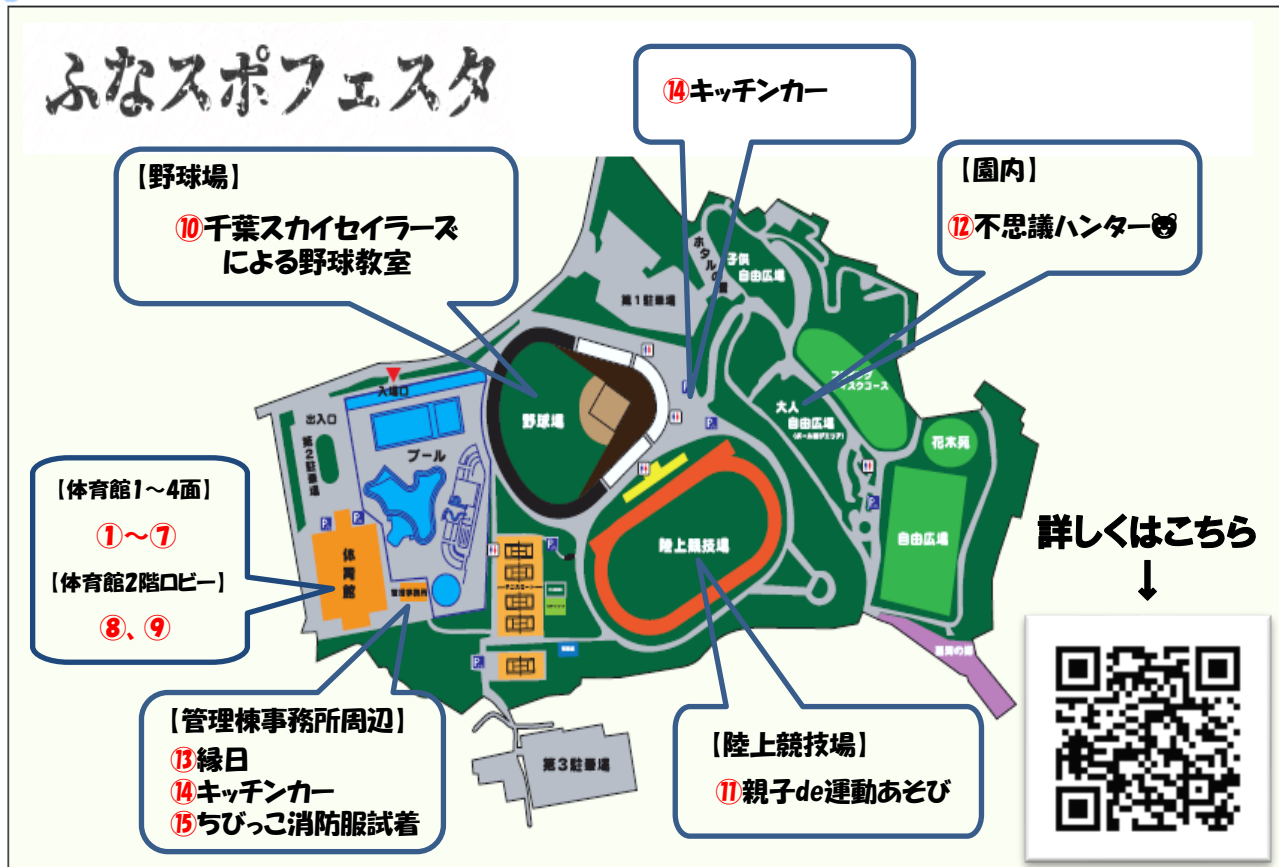 ふなスポフェスタ
⑭キッチンカー
【野球場】
⑩千葉スカイセイラーズ
による野球教室
【園内】
⑫不思議ハンター🐻
ホタルの
子供
自由広場
第1駐車場
入場口
出入口
第2駐車場
プール
野球場
大人
自由広場
花木苑
自由広場
陸上競技場
体育館
管理事務所
テニスコート
第3駐車場
【体育館1~4面】
①~⑦
【体育館2階ロビー】
⑧、⑨
【管理棟事務所周辺】
⑬縁日
⑭キッチンカー
⑮ちびっこ消防服試着
【陸上競技場】
⑪親子de運動あそび
詳しくはこちら
↓